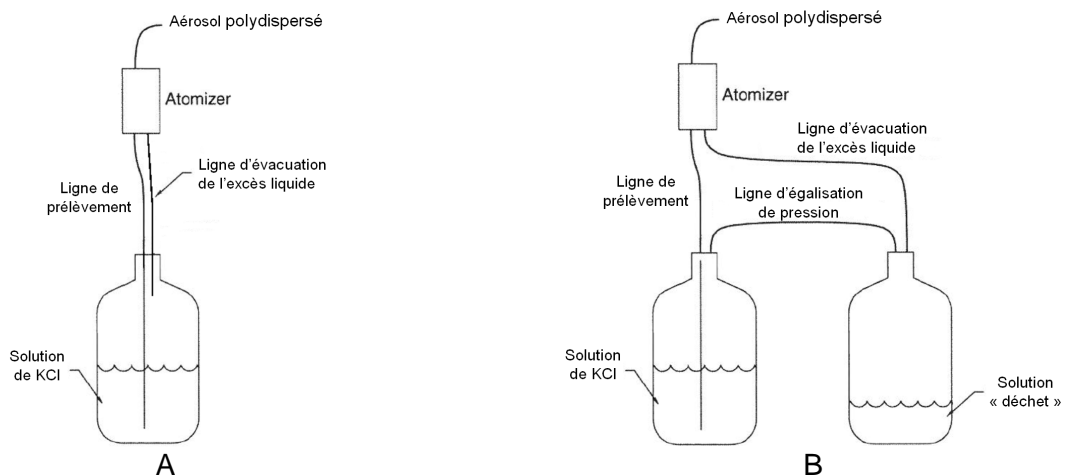 Aérosol polydispersé
Atomizer
Ligne d'évacuation
de l'excès liquide
Ligne de
prélèvement
Solution
de KCl
A
Aérosol polydispersé
Atomizer
Ligne d'évacuation
de l'excès liquide
Ligne de
prélèvement
Ligne d'égalisation
de pression
Solution
de KCl
Solution
« déchet »
B